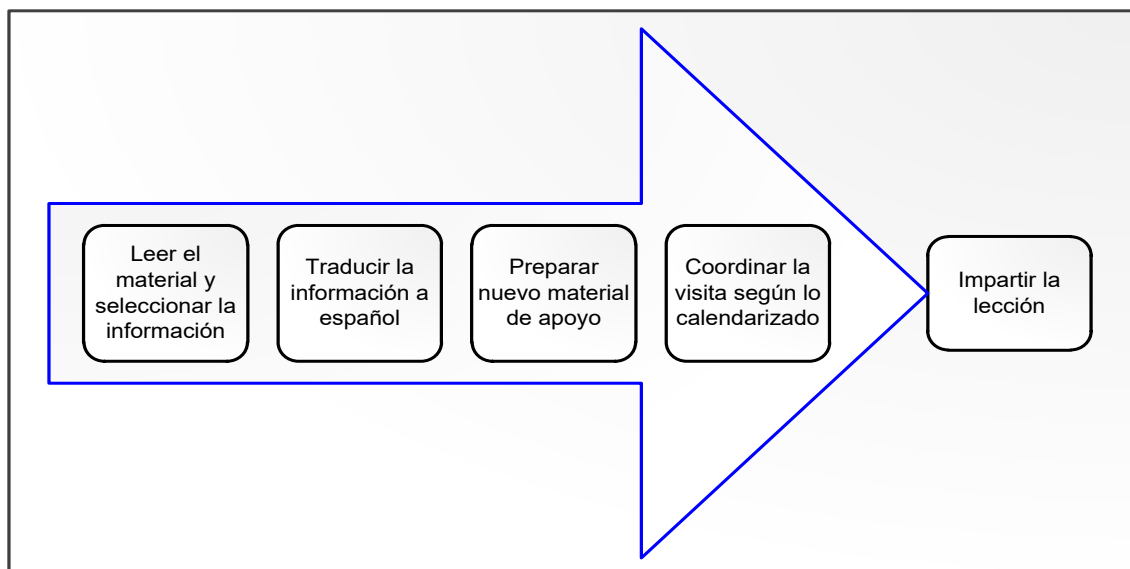 Leer el
material y
seleccionar la
información
Traducir la
información a
español
Preparar
nuevo material
de apoyo
Coordinar la
visita según lo
calendarizado
Impartir la
lección